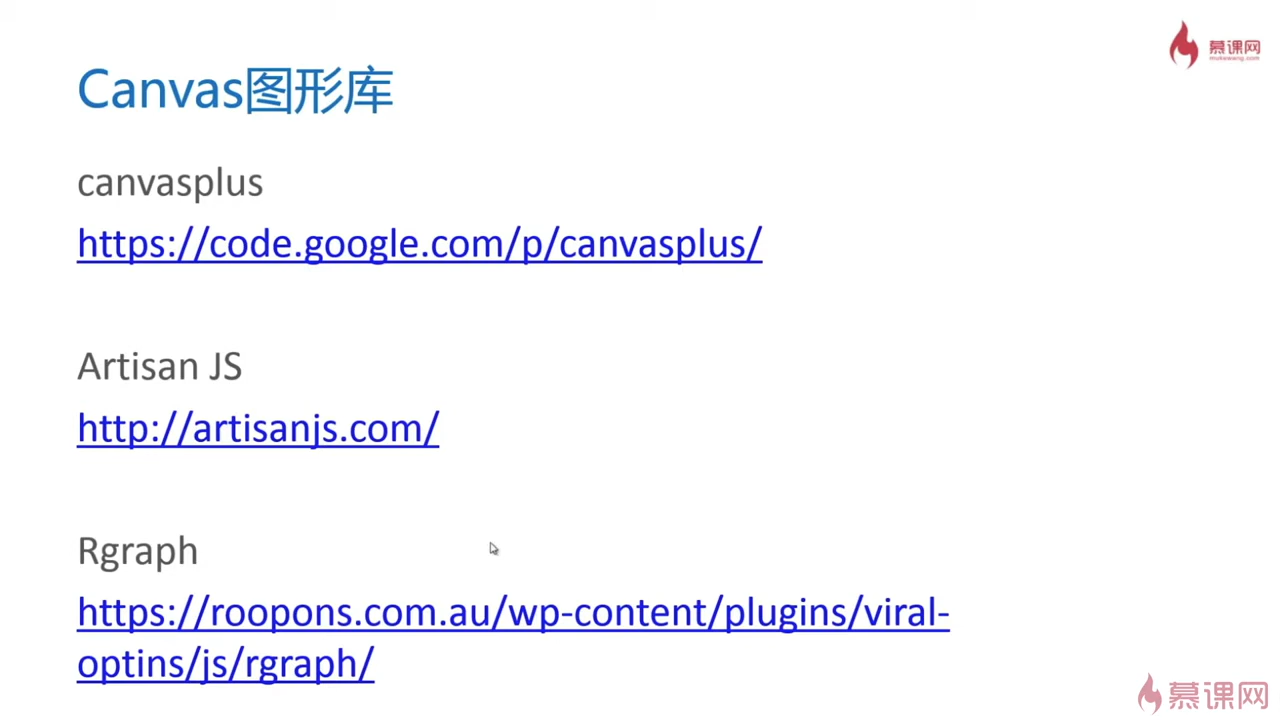 慕课网
mukewang.com
Canvas图形库
canvasplus
https://code.google.com/p/canvasplus/
Artisan JS
http://artisanjs.com/
Rgraph
https://roopons.com.au/wp-content/plugins/viral-
optins/js/rgraph/
慕课网